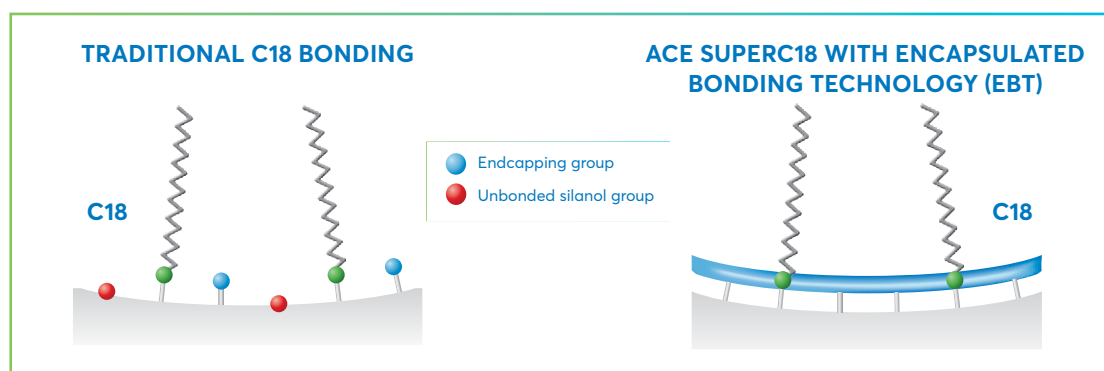 TRADITIONAL C18 BONDING
ACE SUPERC18 WITH ENCAPSULATED
BONDING TECHNOLOGY (EBT)
Endcapping group
Unbonded silanol group
C18
C18